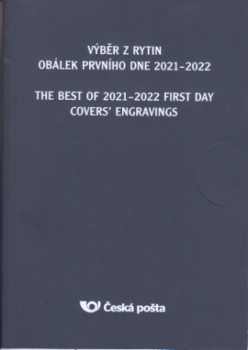 VÝBĚR Z RYTIN
OBÁLEK PRVNÍHO DNE 2021-2022
THE BEST OF 2021-2022 FIRST DAY
COVERS' ENGRAVINGS
Česká pošta